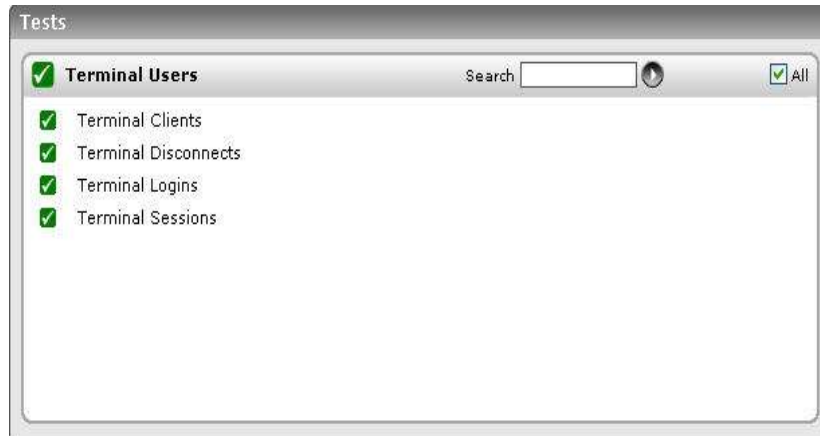 Tests
Terminal Users Search All
Terminal Clients
Terminal Disconnects
Terminal Logins
Terminal Sessions